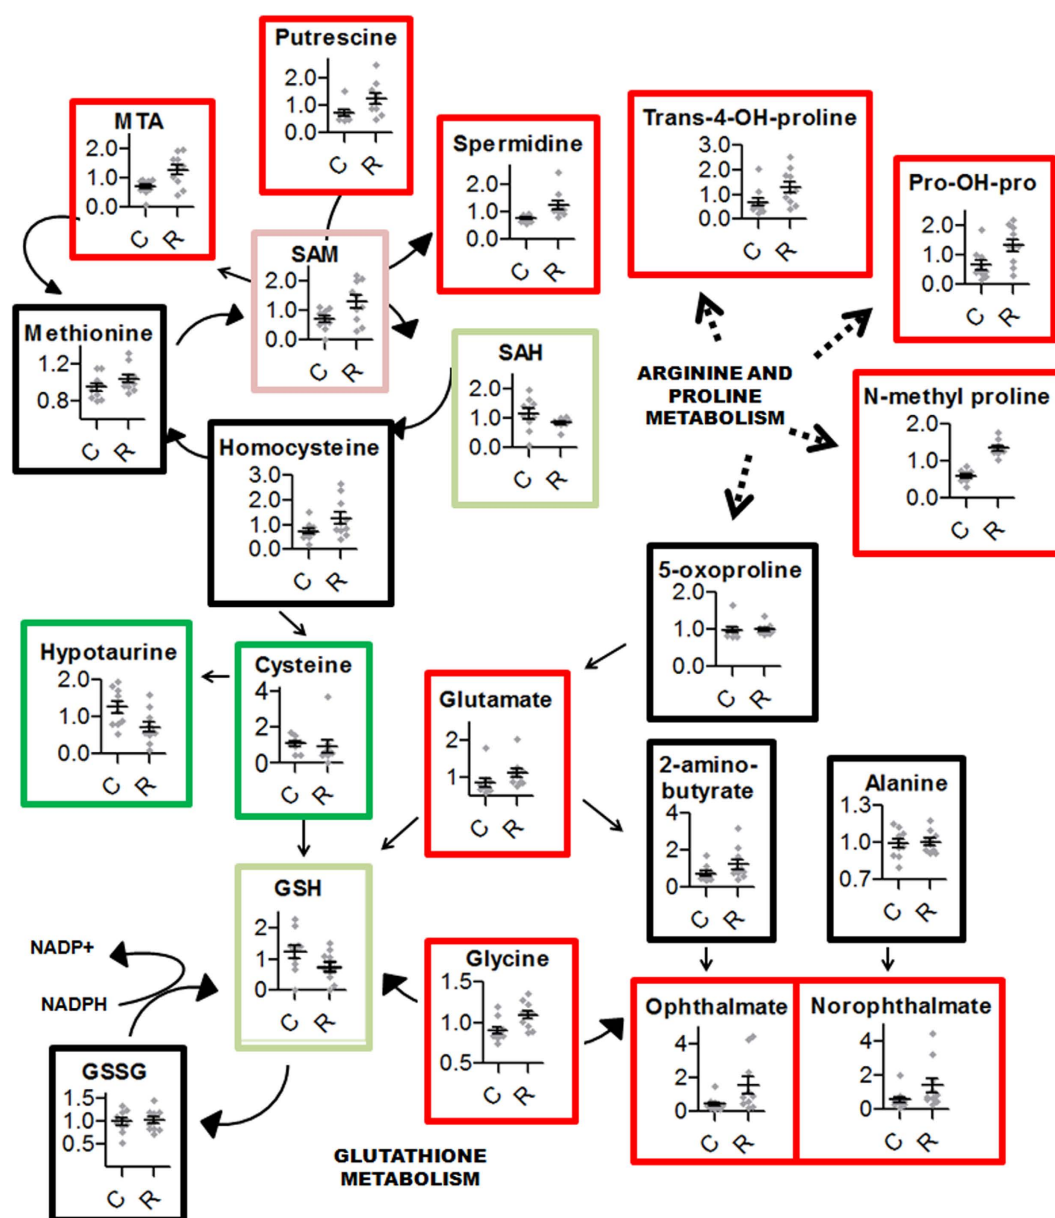 Putrescine
2.0
1.0
0.0
C R
MTA
2.0
1.0
0.0
C R
Spermidine
2.0
1.0
0.0
C R
Trans-4-OH-proline
3.0
2.0
1.0
0.0
C R
Pro-OH-pro
2.0
1.0
0.0
C R
SAM
2.0
1.0
0.0
C R
Methionine
1.2
0.8
C R
SAH
2.0
1.0
0.0
C R
ARGININE AND
PROLINE
METABOLISM
N-methyl proline
2.0
1.0
0.0
C R
Homocysteine
3.0
2.0
1.0
0.0
C R
5-oxoproline
2.0
1.0
0.0
C R
Hypotaurine
2.0
1.0
0.0
C R
Cysteine
4
2
0
C R
Glutamate
2
1
C R
2-amino-
butyrate
4
2
0
C R
Alanine
1.3
1.0
0.7
C R
GSH
2
1
0
C R
NADP+
NADPH
Glycine
1.5
1.0
0.5
C R
Ophthalmate
4
2
0
C R
Norophthalmate
4
2
0
C R
GSSG
1.5
1.0
0.5
C R
GLUTATHIONE
METABOLISM